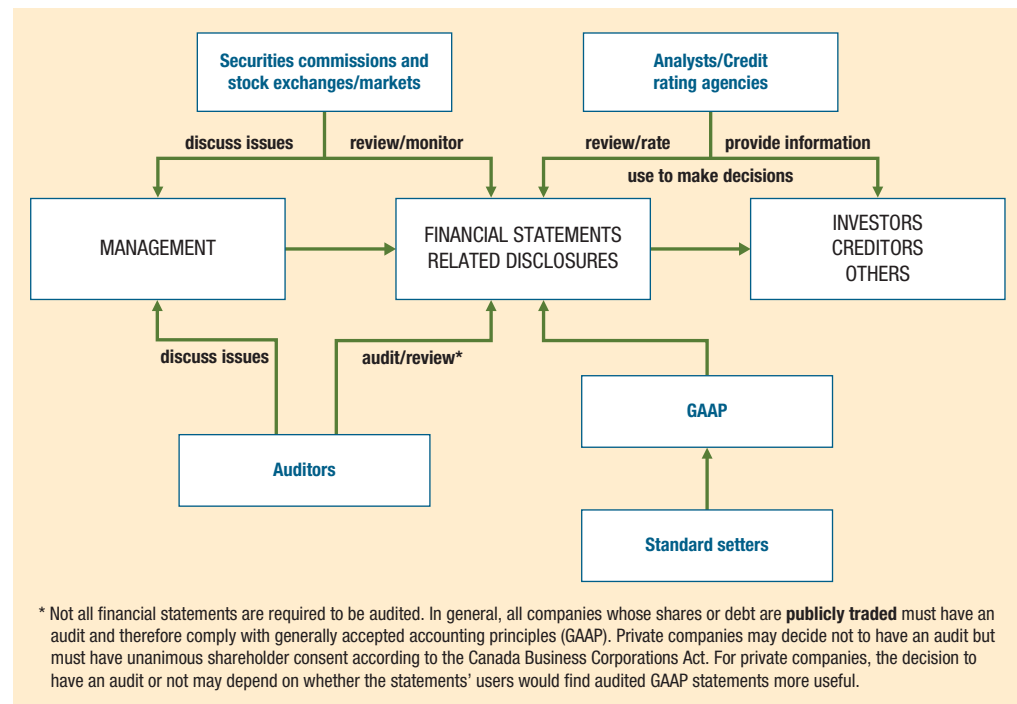 Securities commissions and
stock exchanges/markets
Analysts/Credit
rating agencies
discuss issues
review/monitor
review/rate
provide information
use to make decisions
MANAGEMENT
FINANCIAL STATEMENTS
RELATED DISCLOSURES
INVESTORS
CREDITORS
OTHERS
discuss issues
audit/review*
GAAP
Auditors
Standard setters
* Not all financial statements are required to be audited. In general, all companies whose shares or debt are publicly traded must have an
audit and therefore comply with generally accepted accounting principles (GAAP). Private companies may decide not to have an audit but
must have unanimous shareholder consent according to the Canada Business Corporations Act. For private companies, the decision to
have an audit or not may depend on whether the statements' users would find audited GAAP statements more useful.